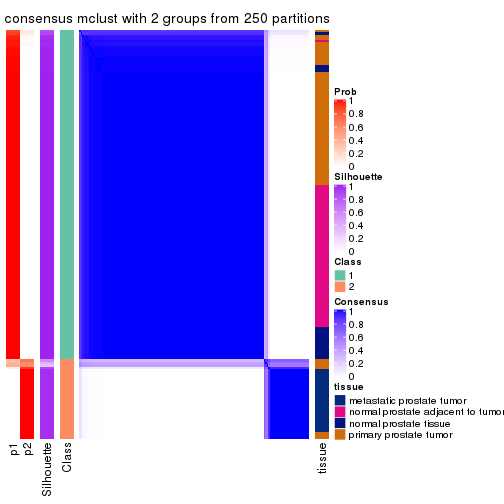 consensus mclust with 2 groups from 250 partitions
Prob
1
0.8
0.6
0.4
0.2
0
Silhouette
1
0.8
0.6
0.4
0.2
0
Class
1
2
Consensus
1
0.8
0.6
0.4
0.2
0
tissue
metastatic prostate tumor
normal prostate adjacent to tumor
normal prostate tissue
primary prostate tumor
p1
p2
Silhouette
Class
tissue